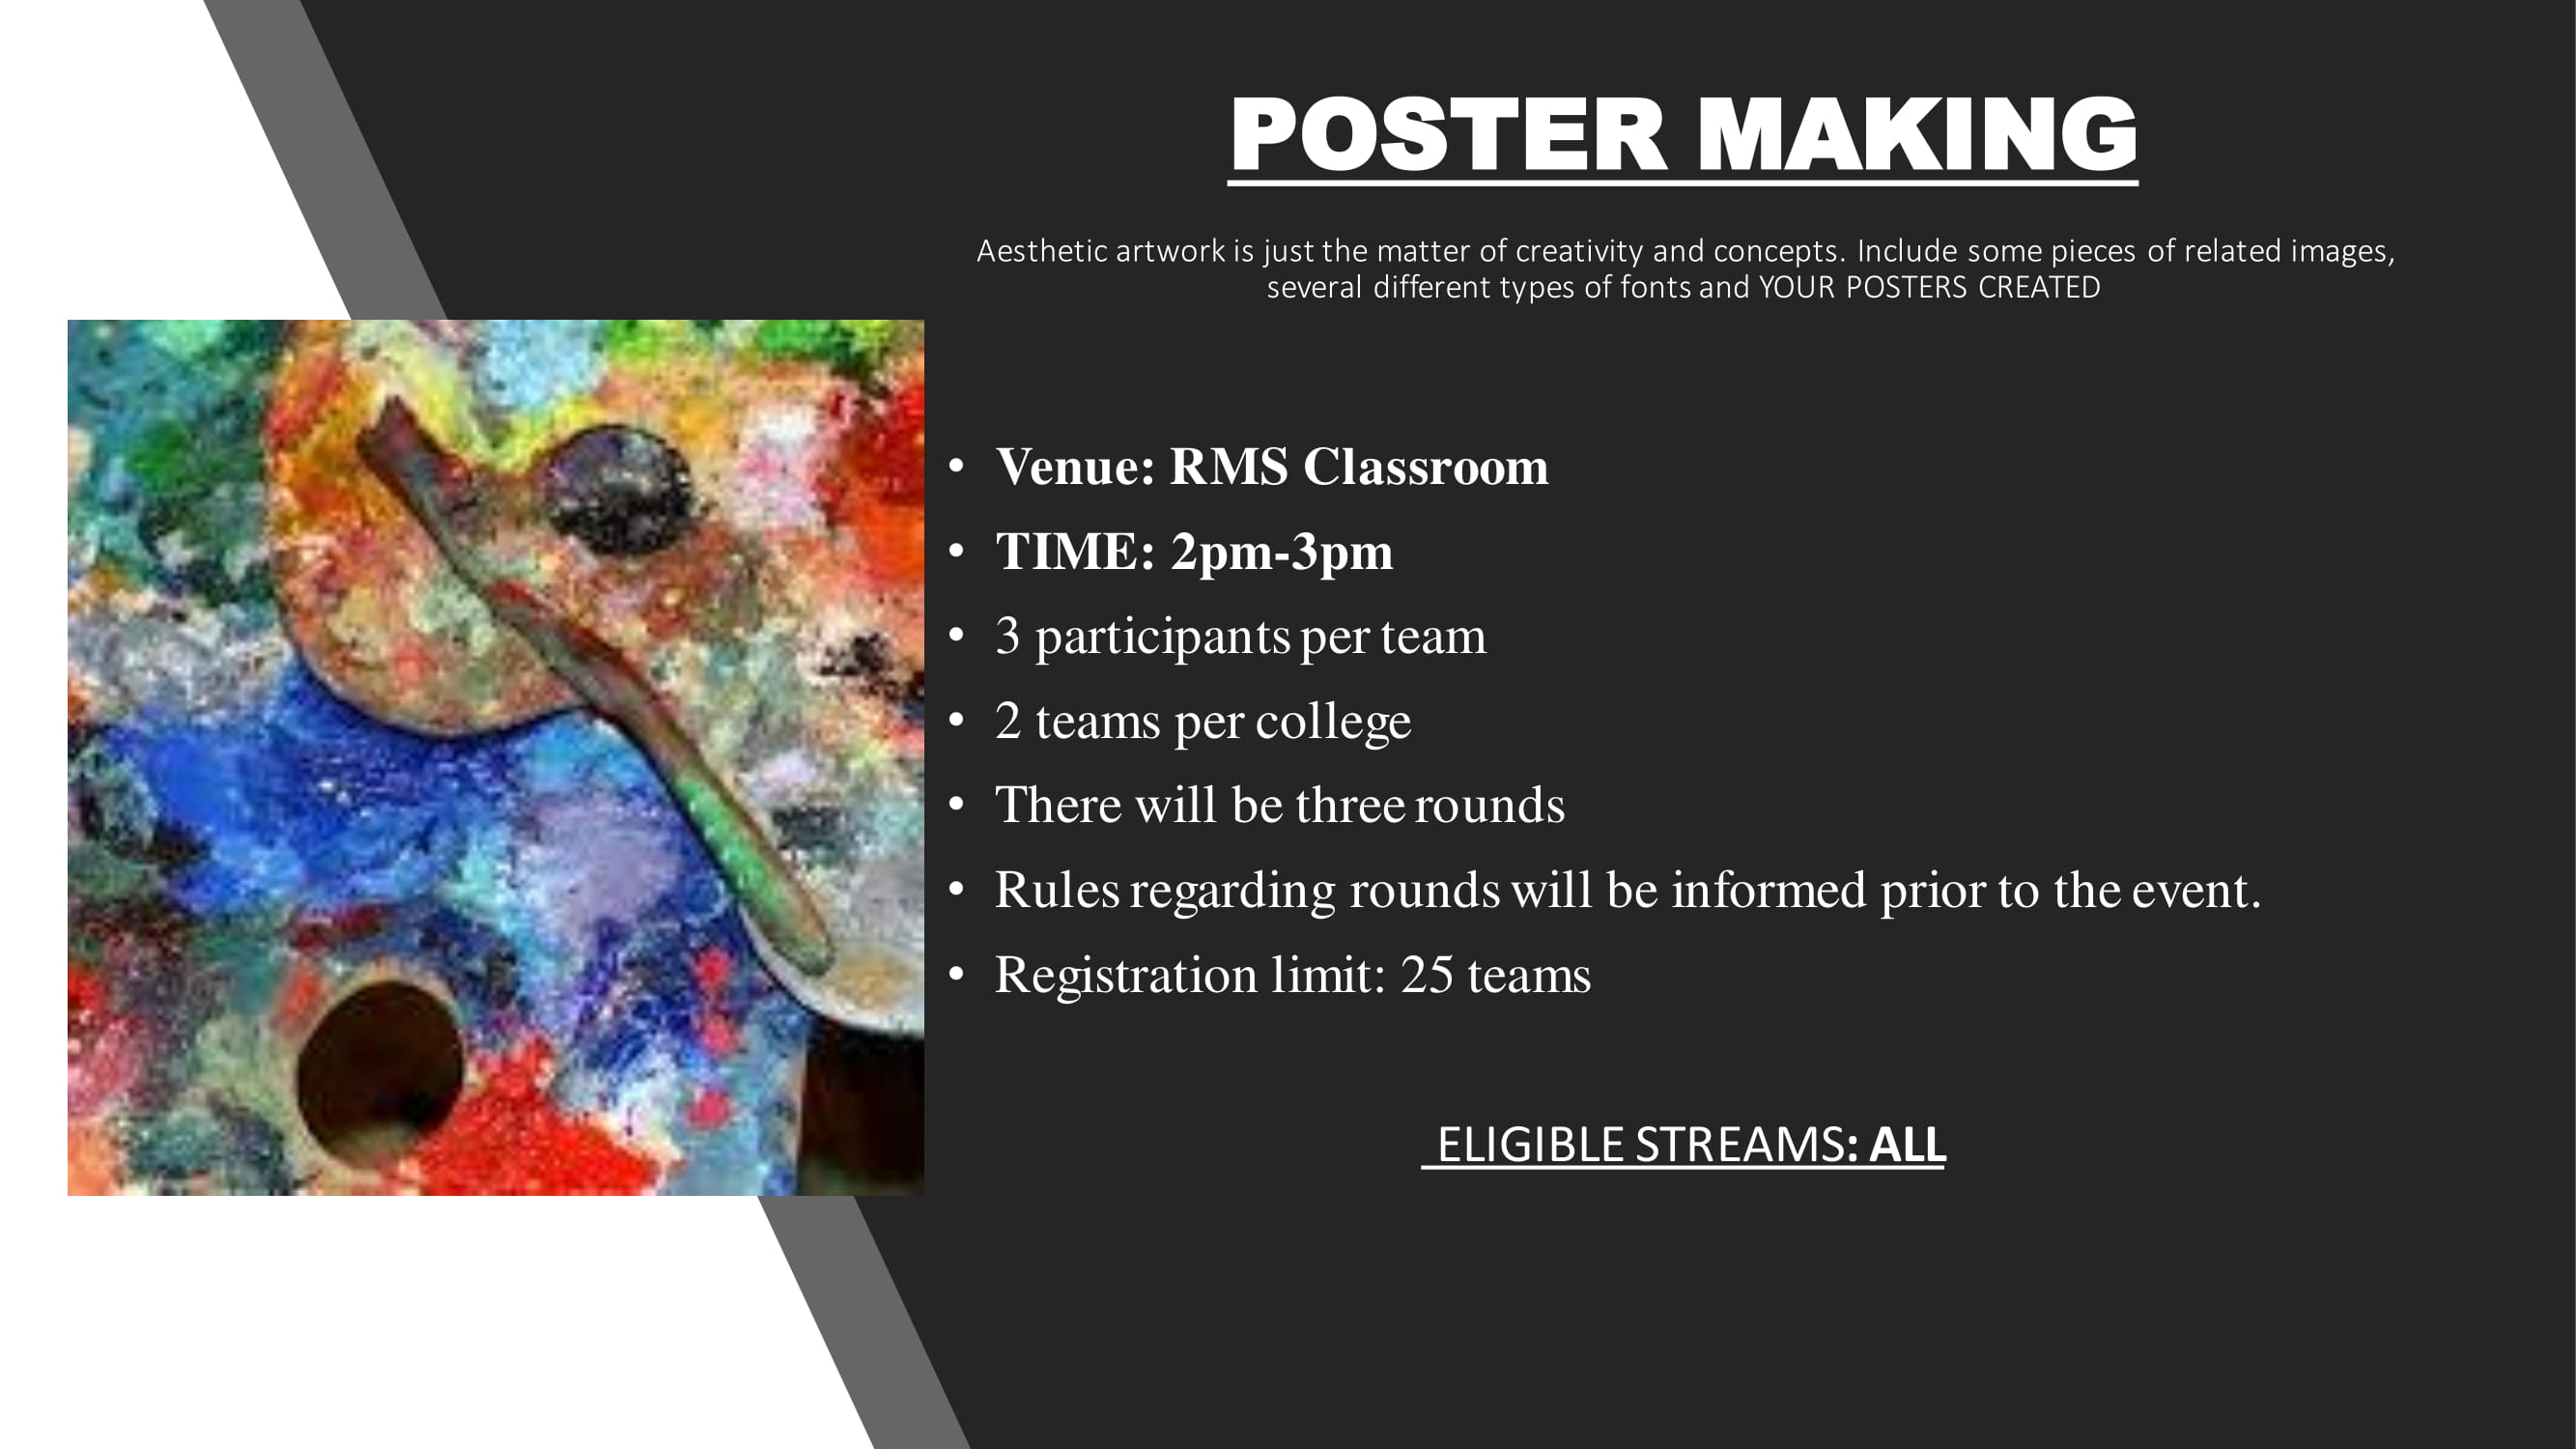 POSTER MAKING
Aesthetic artwork is just the matter of creativity and concepts. Include some pieces of related images,
several different types of fonts and YOUR POSTERS CREATED
• Venue: RMS Classroom
• TIME: 2pm-3pm
• 3 participants per team
• 2 teams per college
• There will be three rounds
• Rules regarding rounds will be informed prior to the event.
• Registration limit: 25 teams
ELIGIBLE STREAMS: ALL